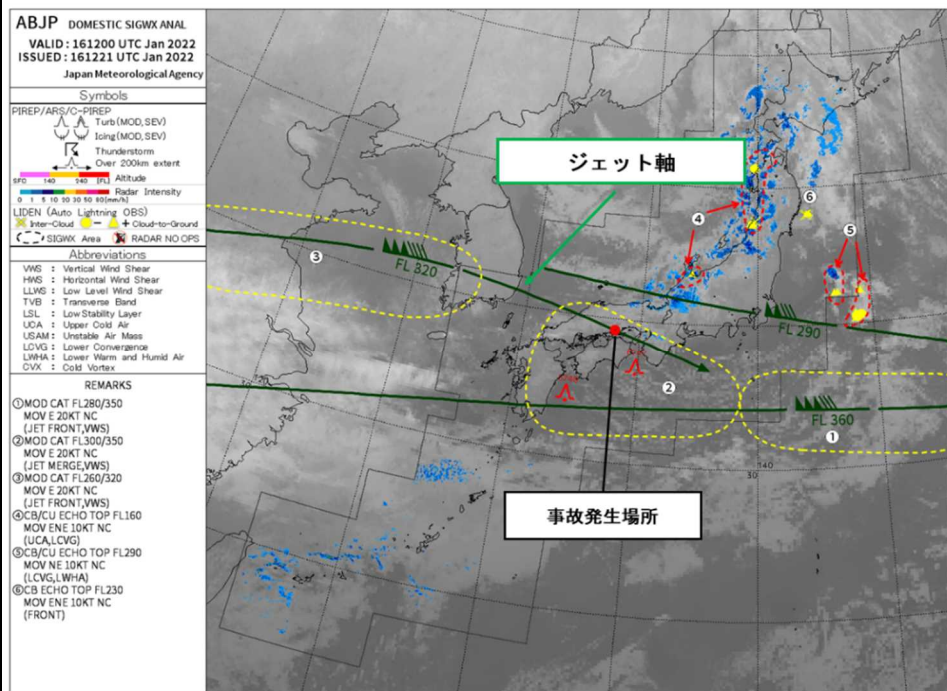 ABJP DOMESTIC SIGWX ANAL
VALID : 161200 UTC Jan 2022
ISSUED : 161221 UTC Jan 2022
Japan Meteorological Agency
Symbols
PIREP/ARS/C-PIREP
Turb(MOD,SEV)
Icing(MOD,SEV)
Thunderstorm
Over 200km extent
SFC 140 240 [FL] Altitude
Radar Intensity
0 1 5 10 20 30 50 80[mm/h]
LIDEN (Auto Lightning OBS)
Inter-Cloud − + Cloud-to-Ground
SIGWX Area RADAR NO OPS
Abbreviations
VWS : Vertical Wind Shear
HWS : Horizontal Wind Shear
LLWS : Low Level Wind Shear
TVB : Transverse Band
LSL : Low Stability Layer
UCA : Upper Cold Air
USAM : Unstable Air Mass
LCVG : Lower Convergence
LWHA : Lower Warm and Humid Air
CVX : Cold Vortex
REMARKS
①MOD CAT FL280/350
MOV E 20KT NC
(JET FRONT,VWS)
②MOD CAT FL300/350
MOV E 20KT NC
(JET MERGE,VWS)
③MOD CAT FL260/320
MOV E 20KT NC
(JET FRONT,VWS)
④CB/CU ECHO TOP FL160
MOV ENE 10KT NC
(UCA,LCVG)
⑤CB/CU ECHO TOP FL290
MOV NE 10KT NC
(LCVG,LWHA)
⑥CB ECHO TOP FL230
MOV ENE 10KT NC
(FRONT)
ジェット軸
⑥
④
⑤
③
FL 320
FL 290
②
FL 360
①
140
30
事故発生場所